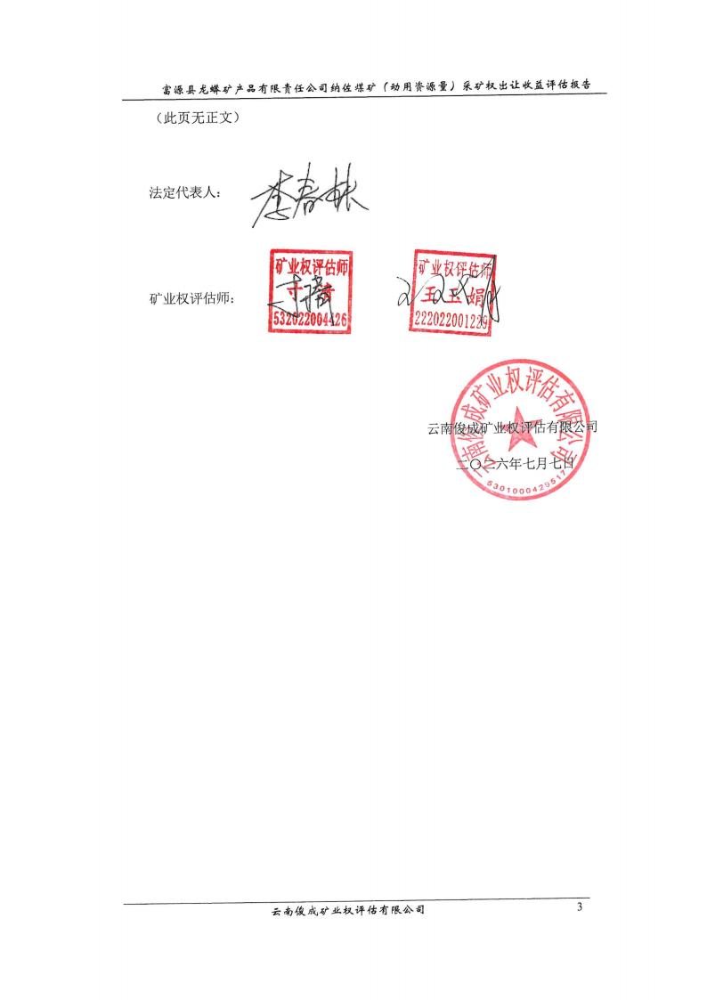 富源县龙蟒矿产品有限责任公司纳佐煤矿（动用资源量）采矿权出让收益评估报告
（此页无正文）
法定代表人：
李春林
矿业权评估师：
矿业权评估师
532022004426
矿业权评估师
王玉娟
222022001229
云南俊成矿业权评估有限公司
云南俊成矿业权评估有限公司
二〇二六年七月七日
5301000429517
云南俊成矿业权评估有限公司
3